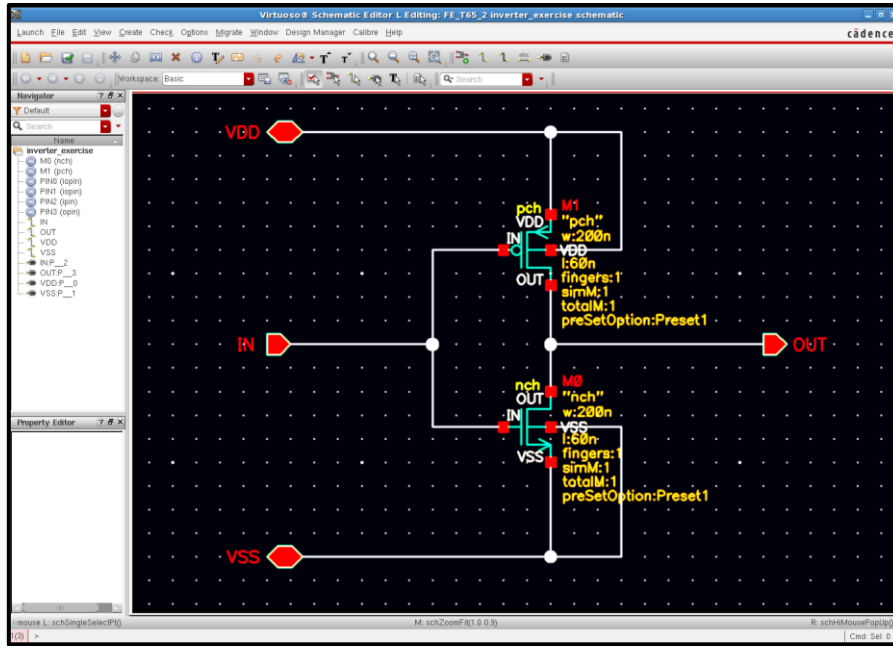 Virtuoso® Schematic Editor L Editing: FE_T65_2 inverter_exercise schematic
Launch File Edit View Create Check Options Migrate Window Design Manager Calibre Help
cādence
Workspace: Basic
Search
Navigator
Default
Search
Name
inverter_exercise
M0 (nch)
M1 (pch)
PIN0 (iopin)
PIN1 (iopin)
PIN2 (ipin)
PIN3 (opin)
IN
OUT
VDD
VSS
IN:P__2
OUT:P__3
VDD:P__0
VSS:P__1
Property Editor
VDD
pch
M1
VDD
"pch"
IN
w:200n
VDD
l:60n
OUT
fingers:1
simM:1
totalM:1
preSetOption:Preset1
IN
OUT
nch
M0
OUT
"nch"
IN
w:200n
VSS
l:60n
VSS
fingers:1
simM:1
totalM:1
preSetOption:Preset1
VSS
mouse L: schSingleSelectPt()
M: schZoomFit(1.0 0.9)
R: schHiMousePopUp()
1(3) >
Cmd: Sel: 0